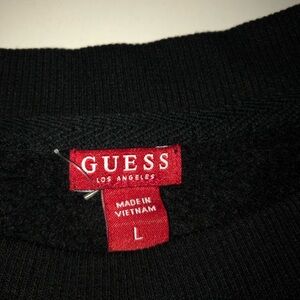 GUESS
LOS ANGELES
MADE IN
VIETNAM
L